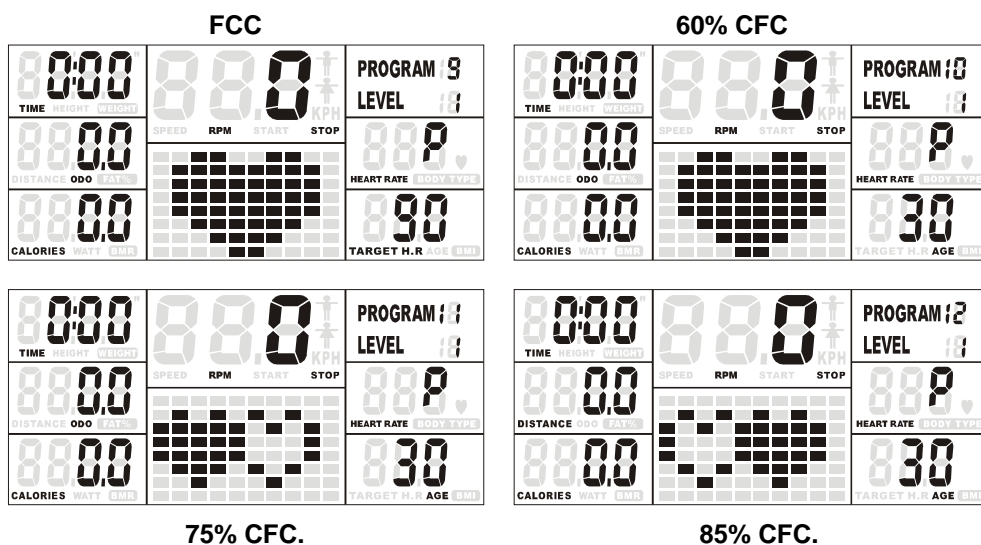 FCC
0:00
TIME HEIGHT WEIGHT
0
KPH
SPEED RPM START STOP
PROGRAM 9
LEVEL 1
0.0
DISTANCE ODO FAT%
P
HEART RATE BODY TYPE
0.0
CALORIES WATT BMR
90
TARGET H.R AGE BMI
60% CFC
0:00
TIME HEIGHT WEIGHT
0
KPH
SPEED RPM START STOP
PROGRAM 10
LEVEL 1
0.0
DISTANCE ODO FAT%
P
HEART RATE BODY TYPE
0.0
CALORIES WATT BMR
30
TARGET H.R AGE BMI
0:00
TIME HEIGHT WEIGHT
0
KPH
SPEED RPM START STOP
PROGRAM 11
LEVEL 1
0.0
DISTANCE ODO FAT%
P
HEART RATE BODY TYPE
0.0
CALORIES WATT BMR
30
TARGET H.R AGE BMI
75% CFC.
0:00
TIME HEIGHT WEIGHT
0
KPH
SPEED RPM START STOP
PROGRAM 12
LEVEL 1
0.0
DISTANCE ODO FAT%
P
HEART RATE BODY TYPE
0.0
CALORIES WATT BMR
30
TARGET H.R AGE BMI
85% CFC.